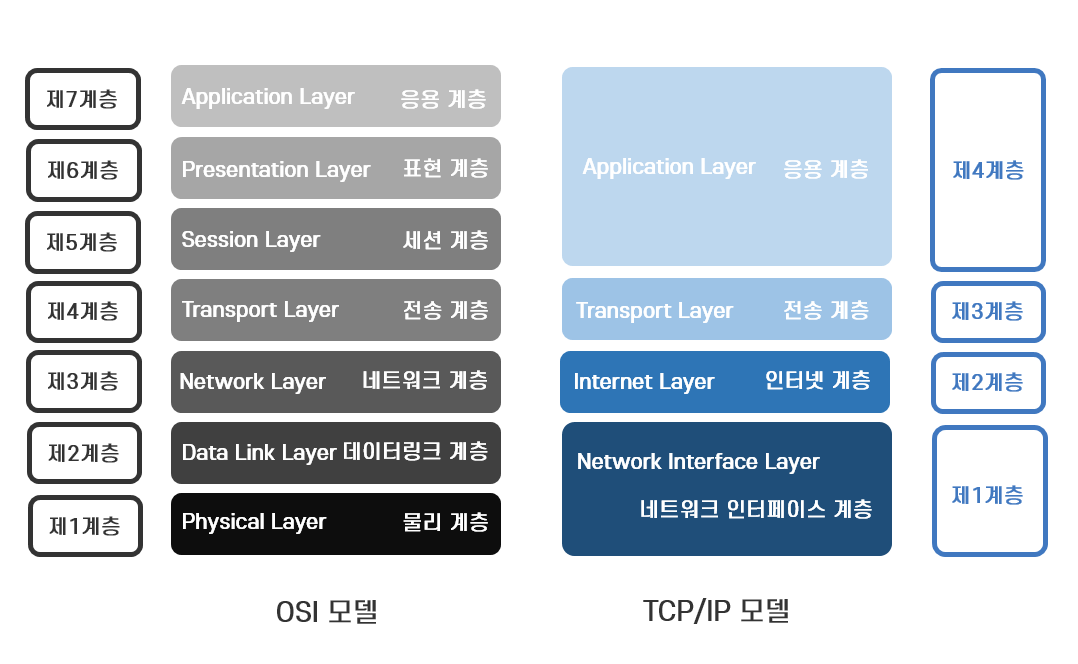 제7계층
Application Layer 응용 계층
제6계층
Presentation Layer 표현 계층
제5계층
Session Layer 세션 계층
제4계층
Transport Layer 전송 계층
제3계층
Network Layer 네트워크 계층
제2계층
Data Link Layer 데이터링크 계층
제1계층
Physical Layer 물리 계층
OSI 모델
Application Layer 응용 계층
제4계층
Transport Layer 전송 계층
제3계층
Internet Layer 인터넷 계층
제2계층
Network Interface Layer
네트워크 인터페이스 계층
제1계층
TCP/IP 모델